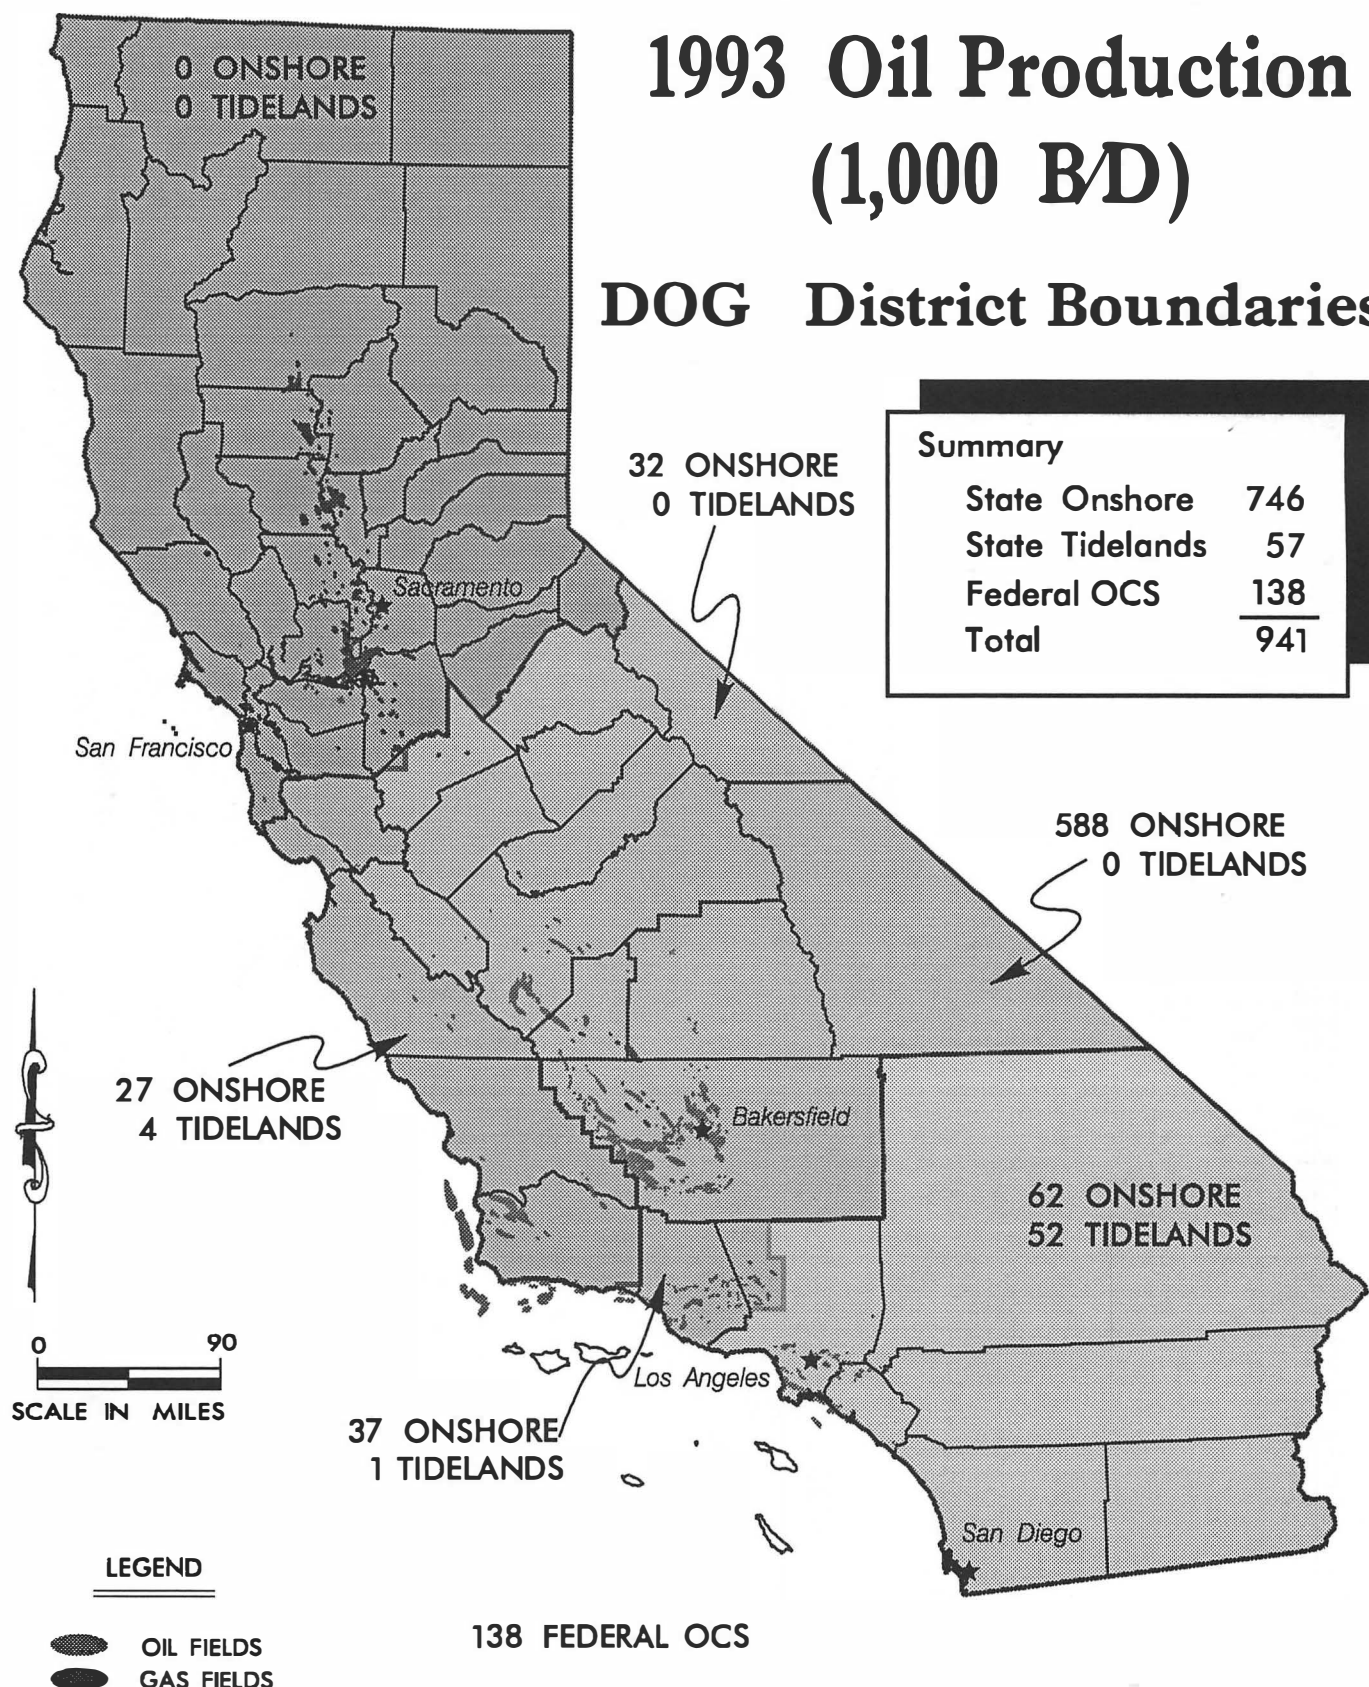 1993 Oil Production
(1,000 B/D)
DOG District Boundaries
0 ONSHORE
0 TIDELANDS
Summary
State Onshore 746
State Tidelands 57
Federal OCS 138
Total 941
32 ONSHORE
0 TIDELANDS
Sacramento
San Francisco
588 ONSHORE
0 TIDELANDS
27 ONSHORE
4 TIDELANDS
Bakersfield
62 ONSHORE
52 TIDELANDS
0 90
SCALE IN MILES
Los Angeles
37 ONSHORE
1 TIDELANDS
San Diego
LEGEND
OIL FIELDS
GAS FIELDS
138 FEDERAL OCS